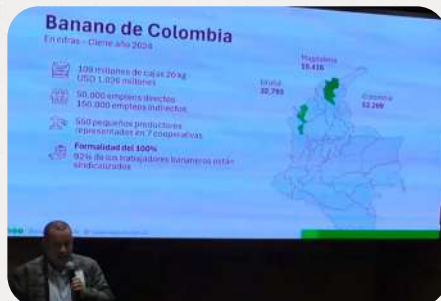 Banano de Colombia
En cifras - Cierre año 2024
109 millones de cajas 20 kg
USD 1.026 millones
50.000 empleos directos
150.000 empleos indirectos
550 pequeños productores
representados en 7 cooperativas
Formalidad del 100%
92% de los trabajadores bananeros están
sindicalizados
Magdalena
Urabá
Colombia